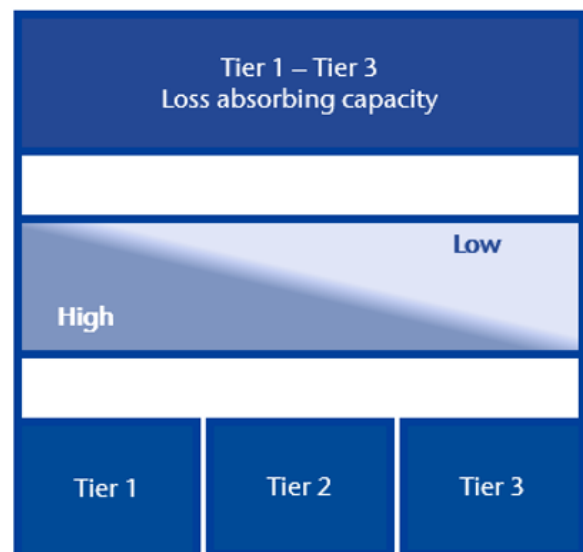 Tier 1 – Tier 3
Loss absorbing capacity
Low
High
Tier 1
Tier 2
Tier 3